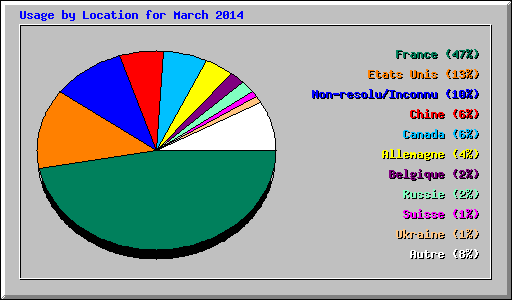 Usage by Location for March 2014
France (47%)
Etats Unis (13%)
Non-resolu/Inconnu (10%)
Chine (6%)
Canada (6%)
Allemagne (4%)
Belgique (2%)
Russie (2%)
Suisse (1%)
Ukraine (1%)
Autre (8%)